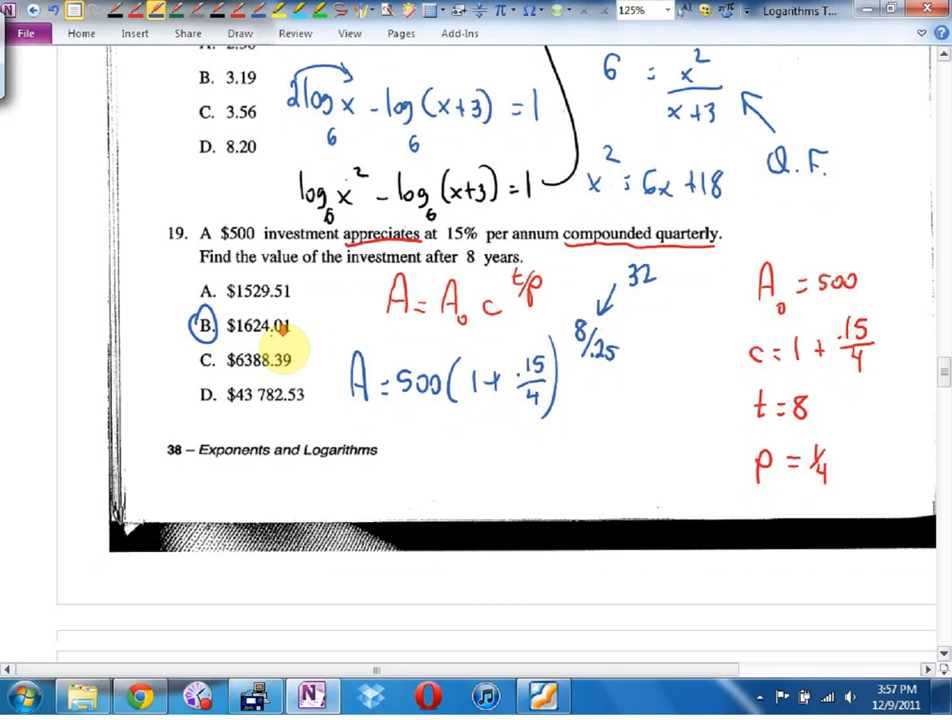 125%
Logarithms T...
File Home Insert Share Draw Review View Pages Add-Ins
A. 2.56
B. 3.19
C. 3.56
D. 8.20
2log₆x - log₆(x+3) = 1
log₆x² - log₆(x+3) = 1
6 = x²/(x+3)
x² = 6x + 18
Q.F.
19. A $500 investment appreciates at 15% per annum compounded quarterly.
Find the value of the investment after 8 years.
A. $1529.51
B. $1624.01
C. $6388.39
D. $43 782.53
A = A₀ c^(t/p)
32
8/.25
A = 500(1 + .15/4)
A₀ = 500
c = 1 + .15/4
t = 8
p = 1/4
38 – Exponents and Logarithms
3:57 PM
12/9/2011